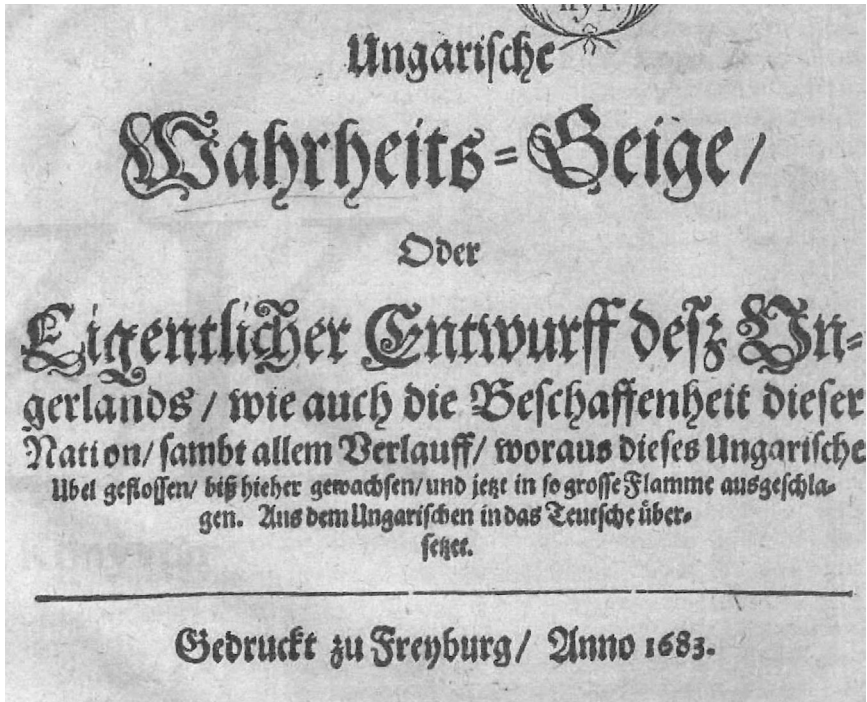 Ungarische
Wahrheits-Geige/
Oder
Eigentlicher Entwurff desz Un-
gerlands / wie auch die Beschaffenheit dieser
Nation/ sambt allem Verlauff/ woraus dieses Ungarische
Ubel geflossen/ biß hieher gewachsen/ und jetzt in so grosse Flamme ausgeschla-
gen. Aus dem Ungarischen in das Teutsche über-
setzet.
Gedruckt zu Freyburg/ Anno 1683.